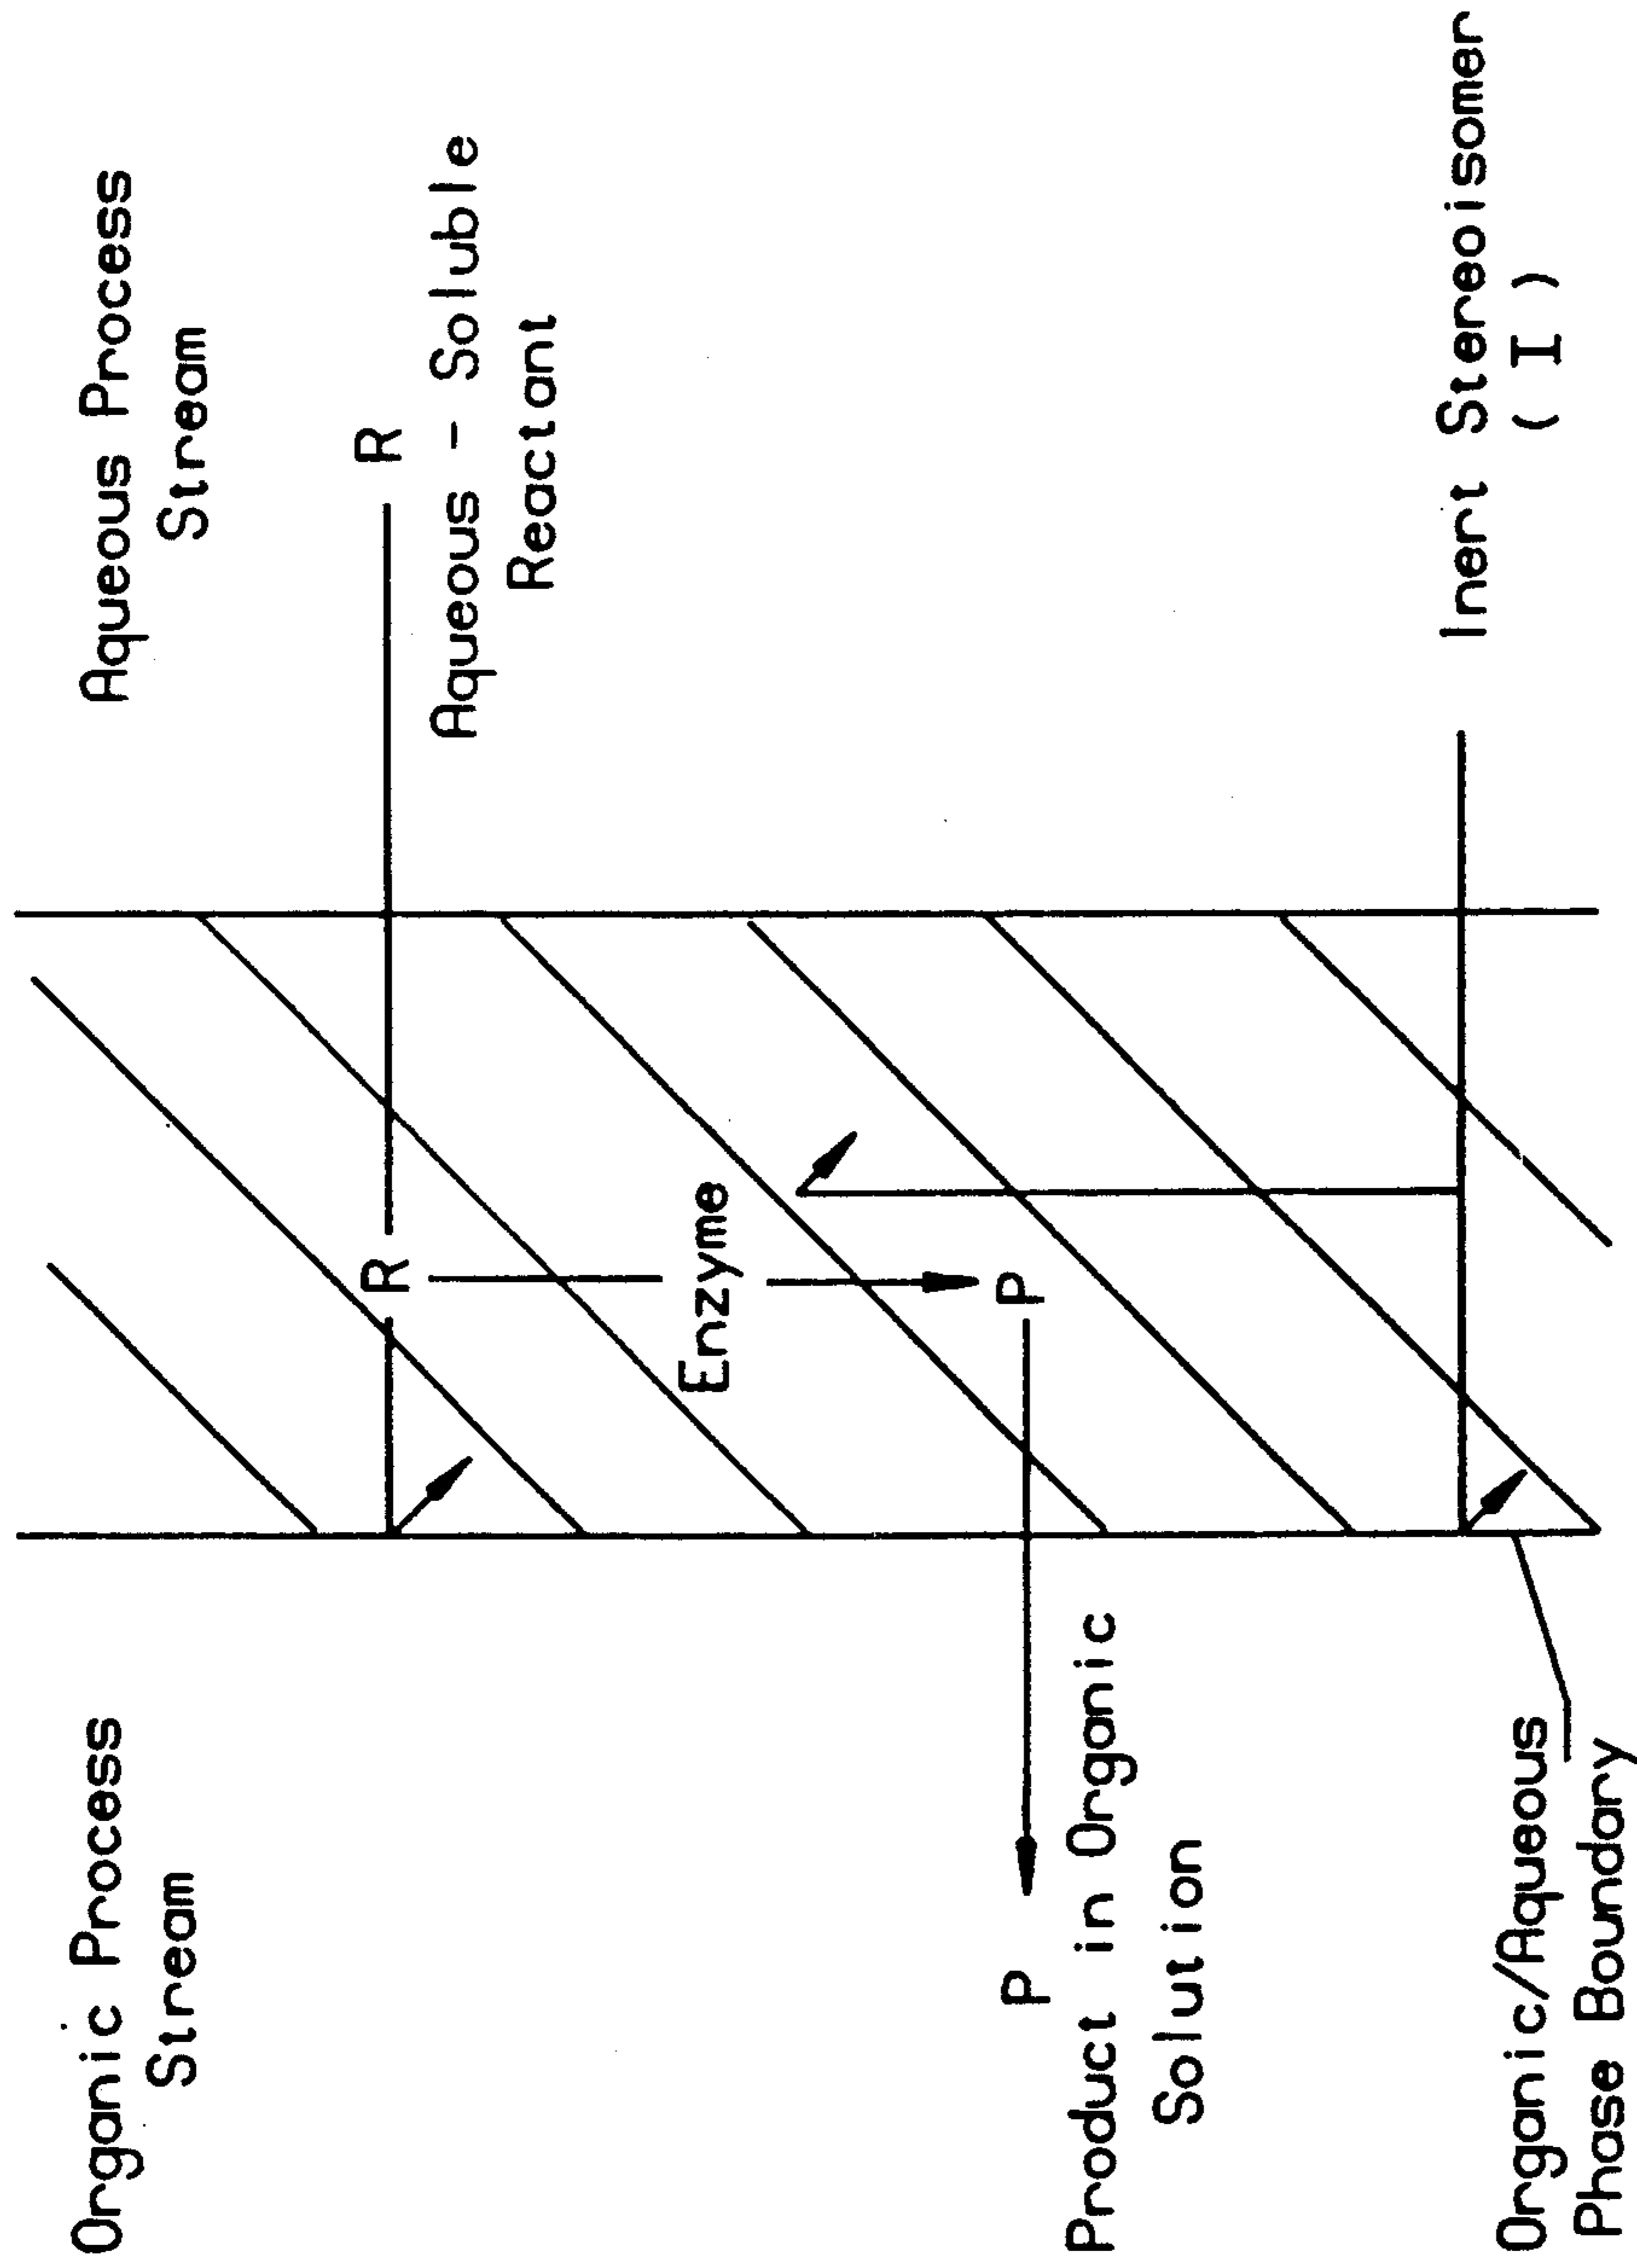 Organic Process
Stream
Aqueous Process
Stream
R
R
Aqueous - Soluble
Reactant
Enzyme
P
P
Product in Organic
Solution
Inert Stereoisomer
( I )
Organic/Aqueous
Phase Boundary